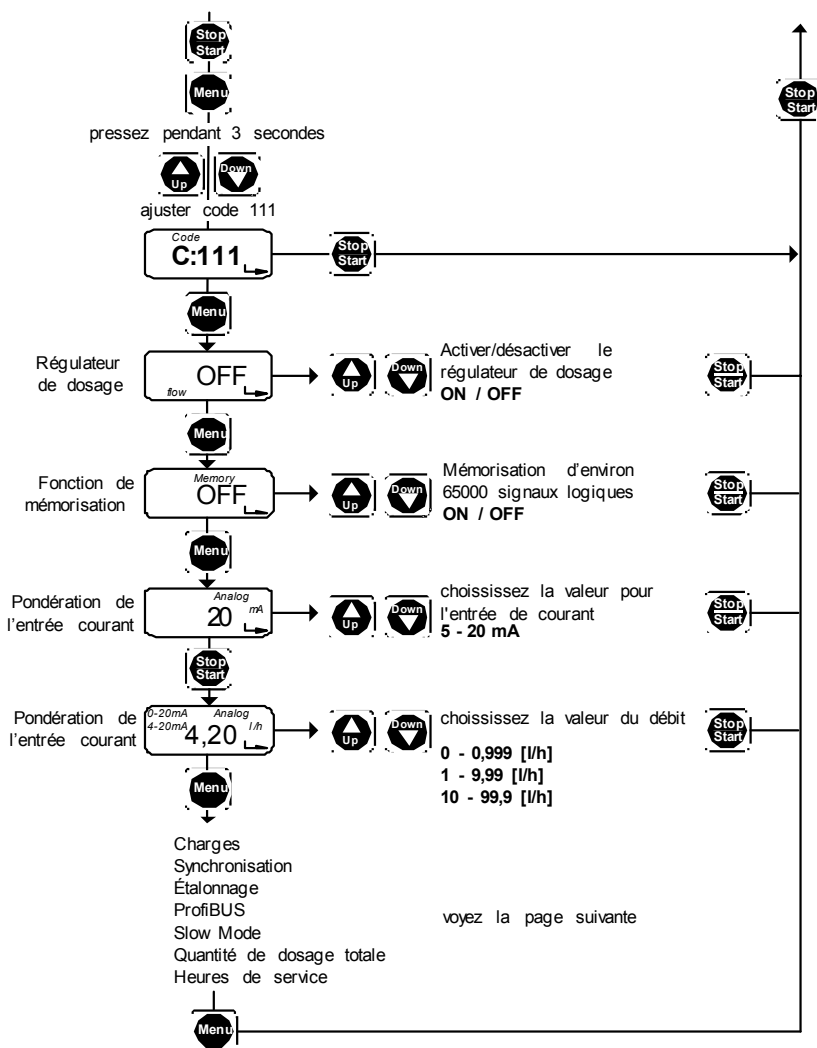 Stop
Start
Stop
Start
Menu
pressez pendant 3 secondes
Up
Down
ajuster code 111
Code
C:111
Stop
Start
Menu
Régulateur
de dosage
OFF
flow
Up
Down
Activer/désactiver le
régulateur de dosage
ON / OFF
Stop
Start
Menu
Fonction de
mémorisation
Memory
OFF
Up
Down
Mémorisation d'environ
65000 signaux logiques
ON / OFF
Stop
Start
Menu
Pondération de
l'entrée courant
Analog
20 mA
Up
Down
choississez la valeur pour
l'entrée de courant
5 - 20 mA
Stop
Start
Stop
Start
Pondération de
l'entrée courant
0-20mA Analog
4-20mA 4,20 l/h
Up
Down
choississez la valeur du débit
0 - 0,999 [l/h]
1 - 9,99 [l/h]
10 - 99,9 [l/h]
Stop
Start
Menu
Charges
Synchronisation
Étalonnage
ProfiBUS
Slow Mode
Quantité de dosage totale
Heures de service
voyez la page suivante
Menu